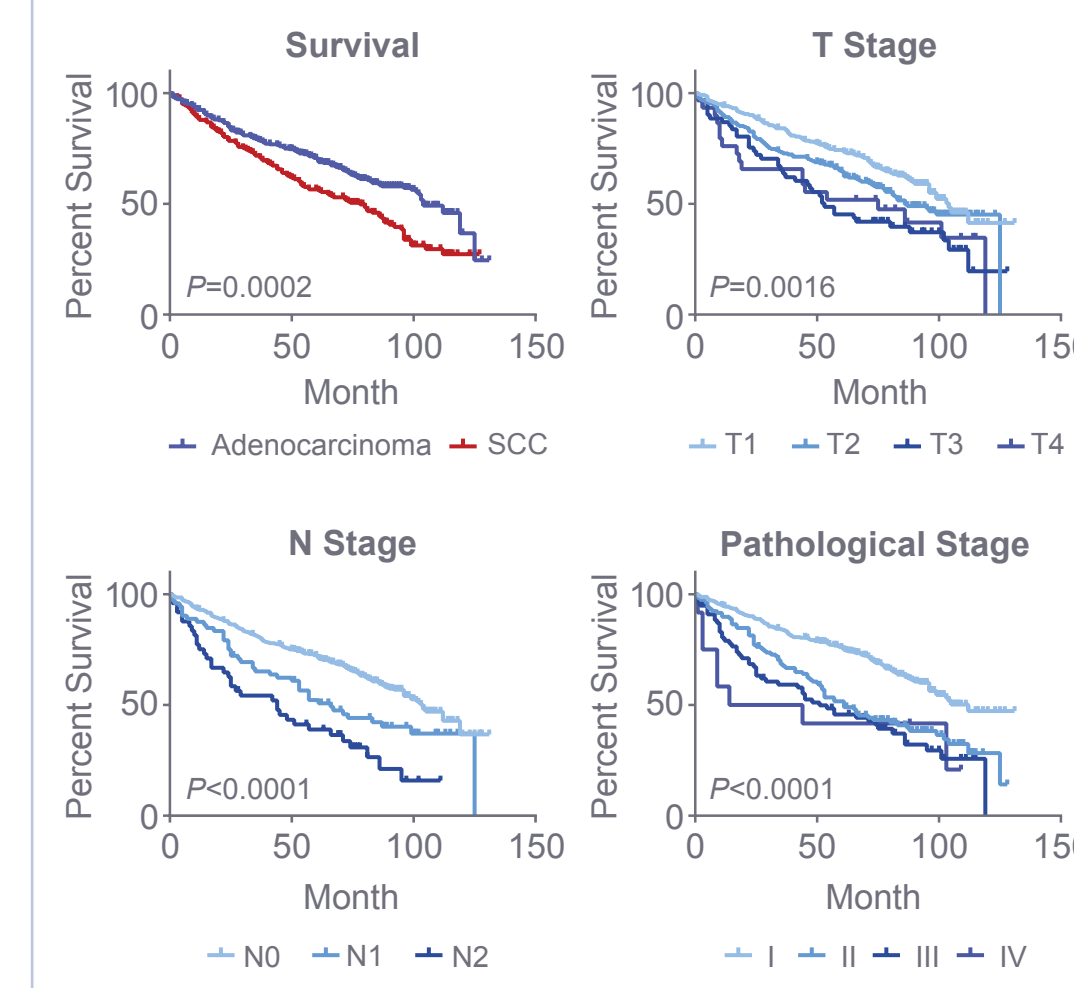 Survival
Percent Survival
100
50
0
P=0.0002
0 50 100 150
Month
Adenocarcinoma SCC
T Stage
Percent Survival
100
50
0
P=0.0016
0 50 100 150
Month
T1 T2 T3 T4
N Stage
Percent Survival
100
50
0
P<0.0001
0 50 100 150
Month
N0 N1 N2
Pathological Stage
Percent Survival
100
50
0
P<0.0001
0 50 100 150
Month
I II III IV